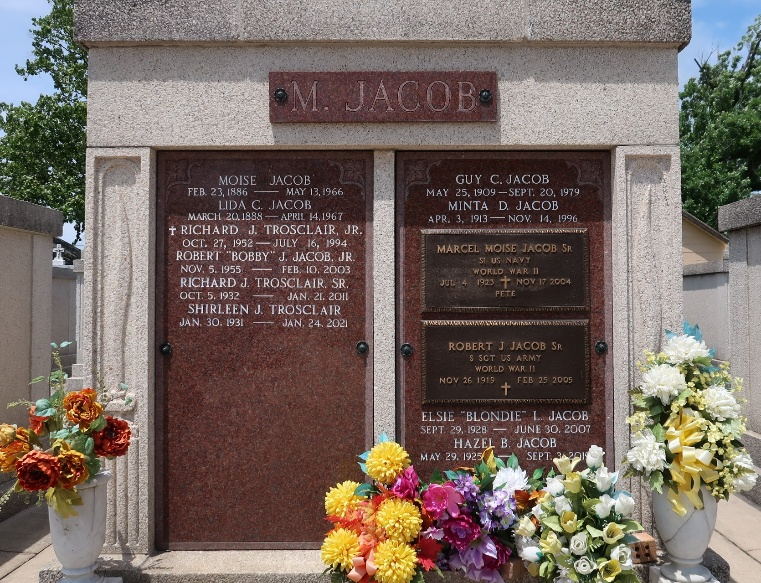 M. JACOB
MOISE JACOB
FEB. 23, 1886 — MAY 13, 1966
LIDA C. JACOB
MARCH 20, 1888 — APRIL 14, 1967
✝RICHARD J. TROSCLAIR, JR.
OCT. 27, 1952 — JULY 16, 1994
ROBERT "BOBBY" J. JACOB, JR.
NOV. 5, 1955 — FEB. 10, 2003
RICHARD J. TROSCLAIR, SR.
OCT. 5, 1932 — JAN. 21, 2011
SHIRLEEN J. TROSCLAIR
JAN. 30, 1931 — JAN. 24, 2021
GUY C. JACOB
MAY 25, 1909 — SEPT. 20, 1979
MINTA D. JACOB
APR. 3, 1913 — NOV. 14, 1996
MARCEL MOISE JACOB SR
S1 US NAVY
WORLD WAR II
JUL 4 1923 ✝ NOV 17 2004
PETE
ROBERT J JACOB SR
S SGT US ARMY
WORLD WAR II
NOV 26 1919 ✝ FEB 25 2005
ELSIE "BLONDIE" L. JACOB
SEPT. 29, 1928 — JUNE 30, 2007
HAZEL B. JACOB
MAY 29, 1925 SEPT.